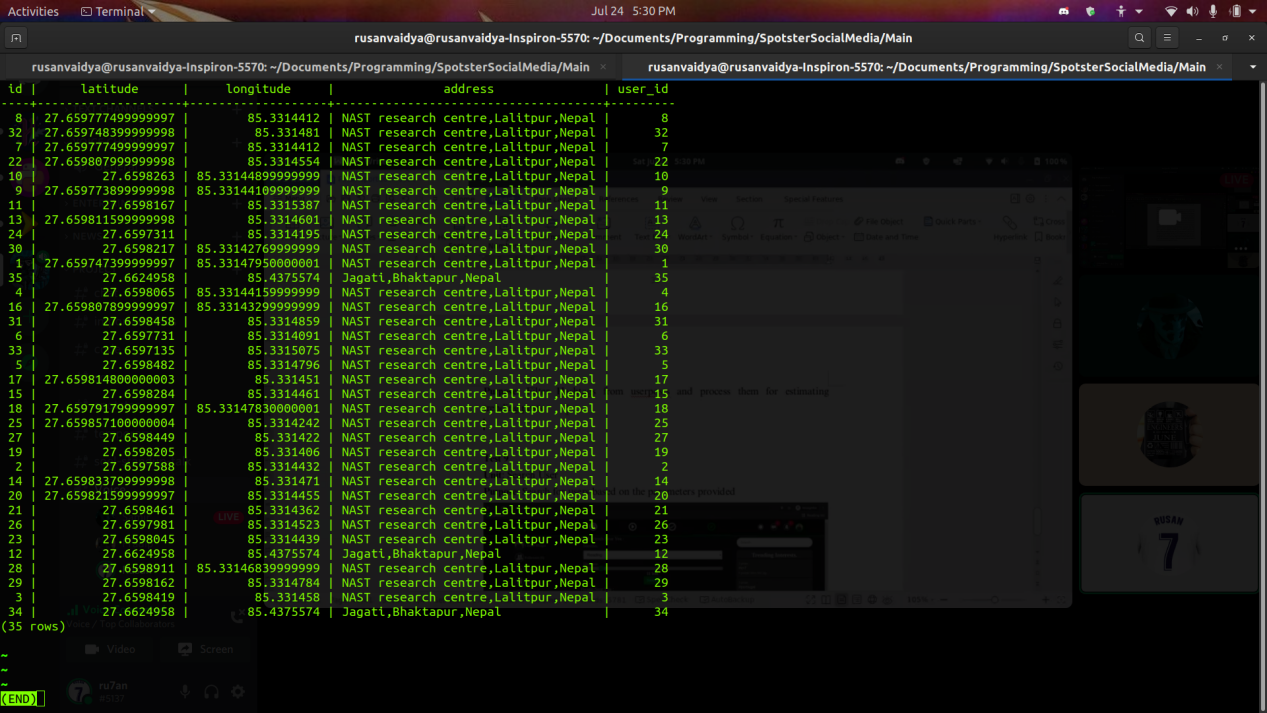 Activities Terminal Jul 24 5:30 PM
rusanvaidya@rusanvaidya-Inspiron-5570: ~/Documents/Programming/SpotsterSocialMedia/Main
rusanvaidya@rusanvaidya-Inspiron-5570: ~/Documents/Programming/SpotsterSocialMedia/Main × rusanvaidya@rusanvaidya-Inspiron-5570: ~/Documents/Programming/SpotsterSocialMedia/Main ×
id | latitude | longitude | address | user_id
----+--------------------+-------------------+-------------------------------------+---------
8 | 27.659777499999997 | 85.3314412 | NAST research centre,Lalitpur,Nepal | 8
32 | 27.659748399999998 | 85.331481 | NAST research centre,Lalitpur,Nepal | 32
7 | 27.659777499999997 | 85.3314412 | NAST research centre,Lalitpur,Nepal | 7
22 | 27.659807999999998 | 85.3314554 | NAST research centre,Lalitpur,Nepal | 22
10 | 27.6598263 | 85.33144899999999 | NAST research centre,Lalitpur,Nepal | 10
9 | 27.659773899999998 | 85.33144109999999 | NAST research centre,Lalitpur,Nepal | 9
11 | 27.6598167 | 85.3315387 | NAST research centre,Lalitpur,Nepal | 11
13 | 27.659811599999998 | 85.3314601 | NAST research centre,Lalitpur,Nepal | 13
24 | 27.6597311 | 85.3314195 | NAST research centre,Lalitpur,Nepal | 24
30 | 27.6598217 | 85.33142769999999 | NAST research centre,Lalitpur,Nepal | 30
1 | 27.659747399999997 | 85.33147950000001 | NAST research centre,Lalitpur,Nepal | 1
35 | 27.6624958 | 85.4375574 | Jagati,Bhaktapur,Nepal | 35
4 | 27.6598065 | 85.33144159999999 | NAST research centre,Lalitpur,Nepal | 4
16 | 27.659807899999997 | 85.33143299999999 | NAST research centre,Lalitpur,Nepal | 16
31 | 27.6598458 | 85.3314859 | NAST research centre,Lalitpur,Nepal | 31
6 | 27.6597731 | 85.3314091 | NAST research centre,Lalitpur,Nepal | 6
33 | 27.6597135 | 85.3315075 | NAST research centre,Lalitpur,Nepal | 33
5 | 27.6598482 | 85.3314796 | NAST research centre,Lalitpur,Nepal | 5
17 | 27.659814800000003 | 85.331451 | NAST research centre,Lalitpur,Nepal | 17
15 | 27.6598284 | 85.3314461 | NAST research centre,Lalitpur,Nepal | 15
18 | 27.659791799999997 | 85.33147830000001 | NAST research centre,Lalitpur,Nepal | 18
25 | 27.659857100000004 | 85.3314242 | NAST research centre,Lalitpur,Nepal | 25
27 | 27.6598449 | 85.331422 | NAST research centre,Lalitpur,Nepal | 27
19 | 27.6598205 | 85.331406 | NAST research centre,Lalitpur,Nepal | 19
2 | 27.6597588 | 85.3314432 | NAST research centre,Lalitpur,Nepal | 2
14 | 27.659833799999998 | 85.331471 | NAST research centre,Lalitpur,Nepal | 14
20 | 27.659821599999997 | 85.3314455 | NAST research centre,Lalitpur,Nepal | 20
21 | 27.6598461 | 85.3314362 | NAST research centre,Lalitpur,Nepal | 21
26 | 27.6597981 | 85.3314523 | NAST research centre,Lalitpur,Nepal | 26
23 | 27.6598045 | 85.3314439 | NAST research centre,Lalitpur,Nepal | 23
12 | 27.6624958 | 85.4375574 | Jagati,Bhaktapur,Nepal | 12
28 | 27.6598911 | 85.33146839999999 | NAST research centre,Lalitpur,Nepal | 28
29 | 27.6598162 | 85.3314784 | NAST research centre,Lalitpur,Nepal | 29
3 | 27.6598419 | 85.331458 | NAST research centre,Lalitpur,Nepal | 3
34 | 27.6624958 | 85.4375574 | Jagati,Bhaktapur,Nepal | 34
(35 rows)
~
~
~
(END)
LIVE
LIVE
and process them for estimating
on the parameters provided
Video Screen
ru7an
#5137
RUSAN
7